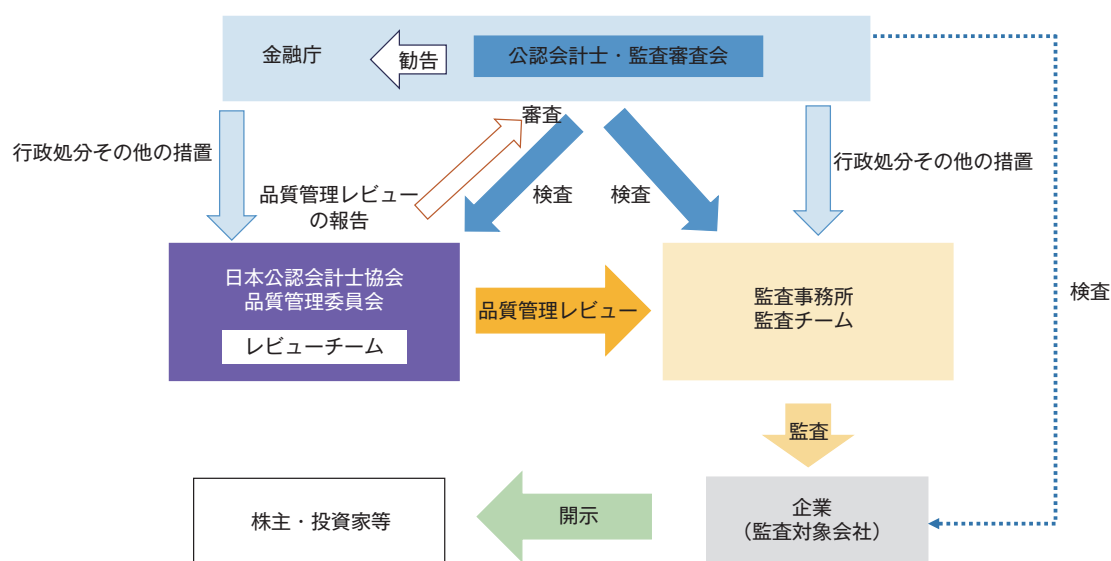 金融庁
勧告
公認会計士・監査審査会
審査
行政処分その他の措置
行政処分その他の措置
品質管理レビュー
の報告
検査
検査
検査
日本公認会計士協会
品質管理委員会
レビューチーム
品質管理レビュー
監査事務所
監査チーム
監査
株主・投資家等
開示
企業
（監査対象会社）